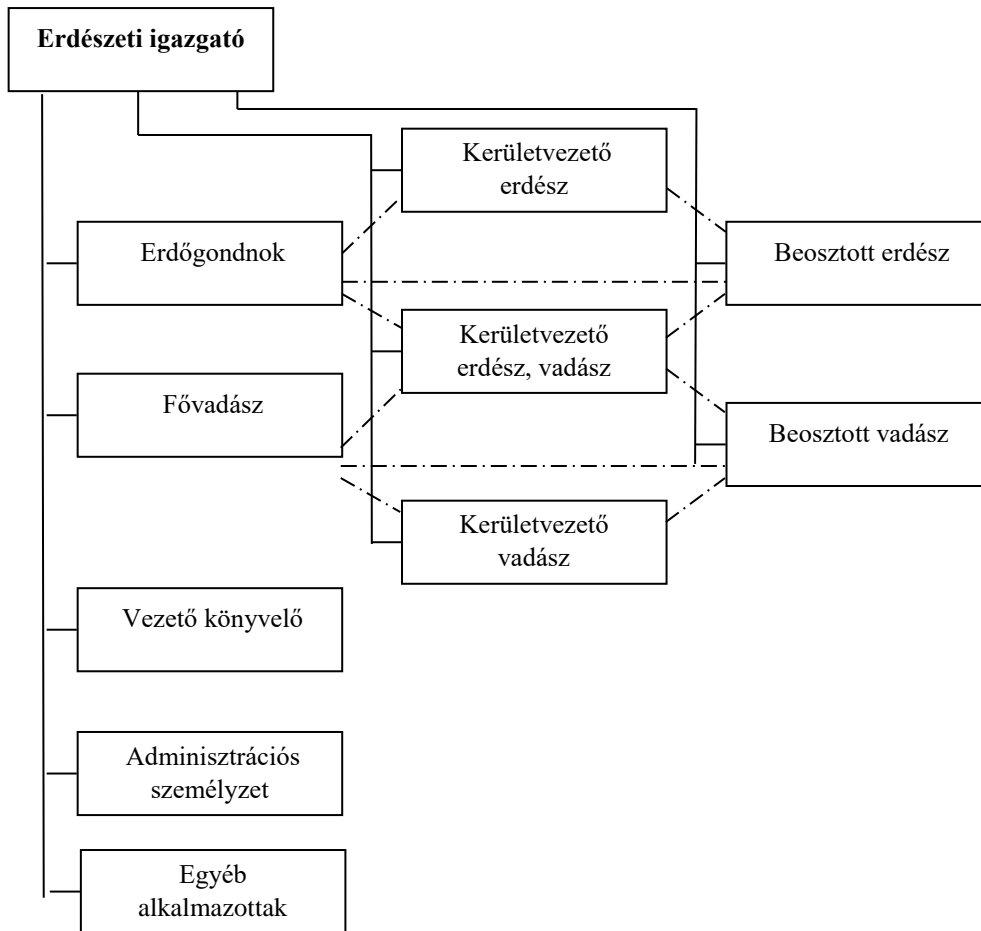 Erdészeti igazgató
Kerületvezető
erdész
Erdőgondnok
Beosztott erdész
Kerületvezető
erdész, vadász
Fővadász
Beosztott vadász
Kerületvezető
vadász
Vezető könyvelő
Adminisztrációs
személyzet
Egyéb
alkalmazottak